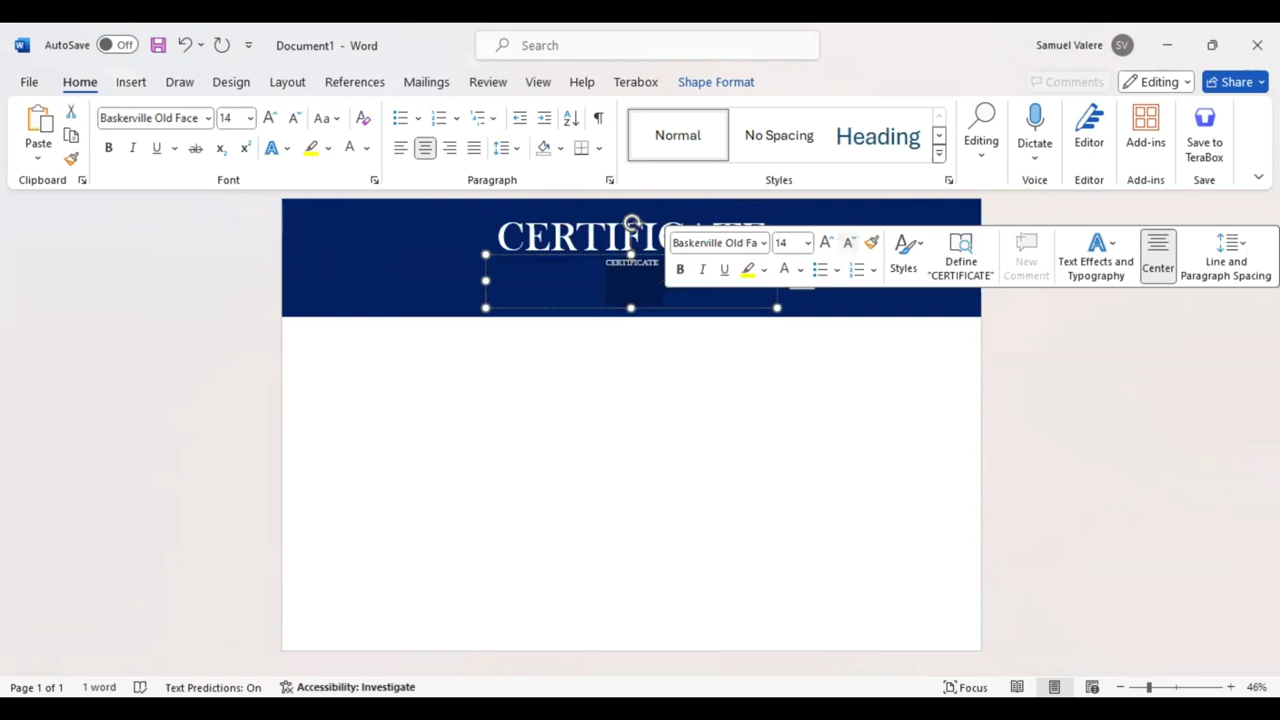 AutoSave Off Document1 - Word Search Samuel Valere SV
File Home Insert Draw Design Layout References Mailings Review View Help Terabox Shape Format Comments Editing Share
Paste
Clipboard
Baskerville Old Face 14
Font
Paragraph
Normal
No Spacing
Heading
Styles
Editing
Dictate
Voice
Editor
Editor
Add-ins
Add-ins
Save to
TeraBox
Save
CERTIFICATE
CERTIFICATE
Baskerville Old Fa 14
Styles
Define
"CERTIFICATE"
New
Comment
Text Effects and
Typography
Center
Line and
Paragraph Spacing
Page 1 of 1 1 word Text Predictions: On Accessibility: Investigate Focus 46%